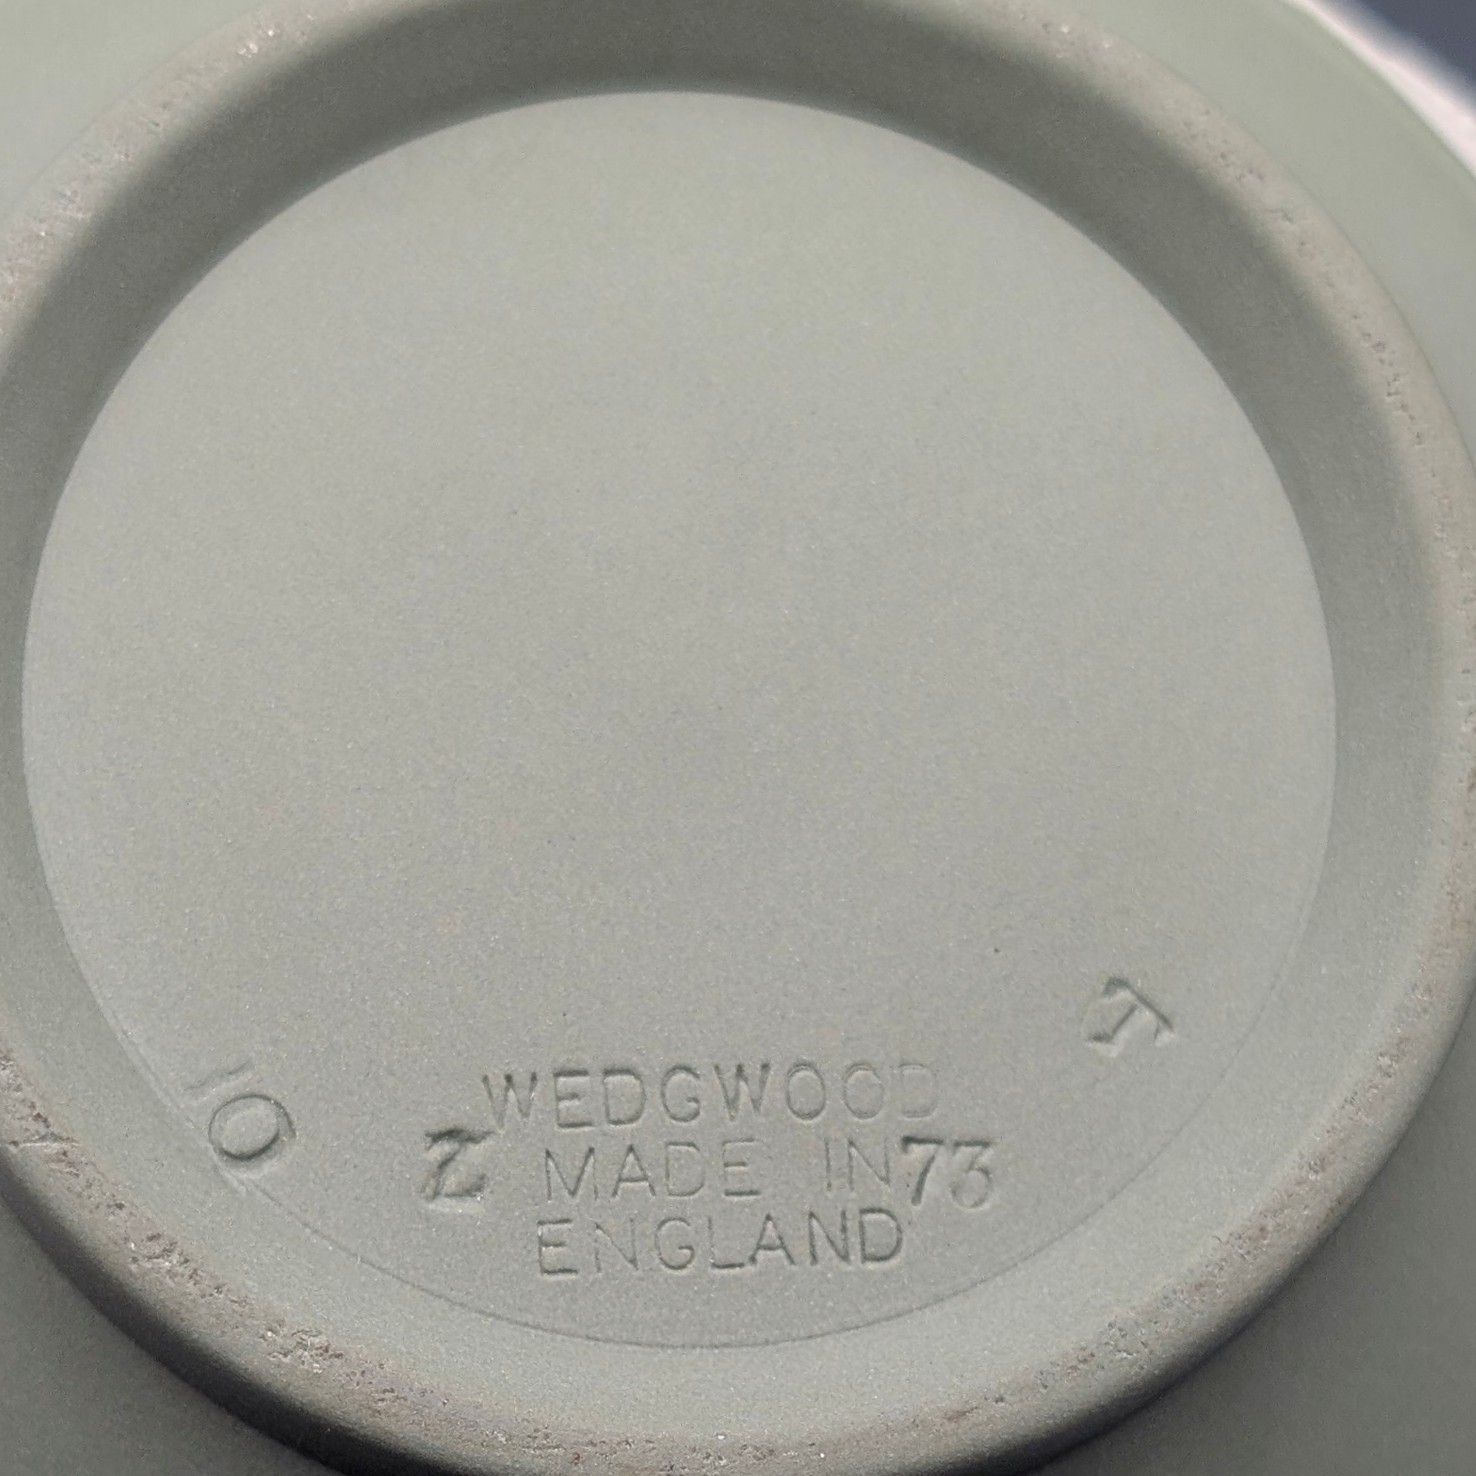 WEDGWOOD
Z MADE IN 73
ENGLAND
10
T